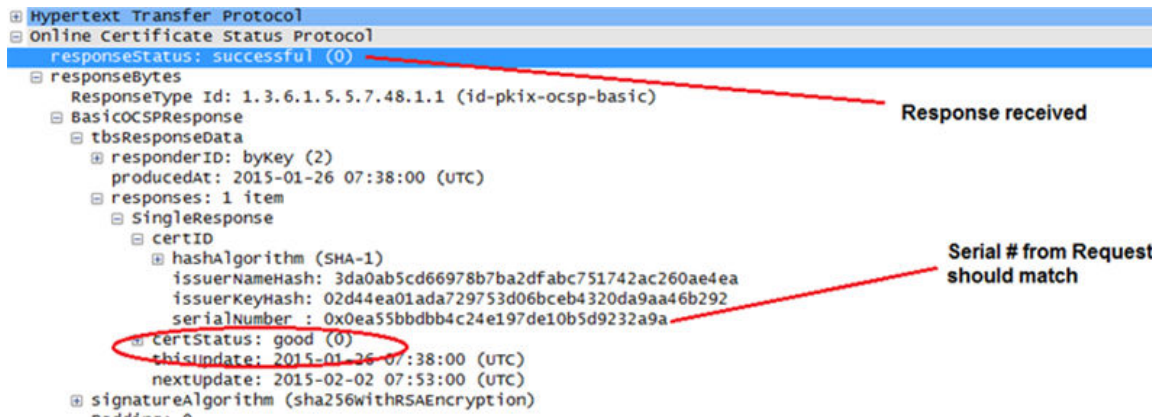 Hypertext Transfer Protocol
Online Certificate Status Protocol
responseStatus: successful (0)
responseBytes
ResponseType Id: 1.3.6.1.5.5.7.48.1.1 (id-pkix-ocsp-basic)
Response received
BasicOCSPResponse
tbsResponseData
responderID: byKey (2)
producedAt: 2015-01-26 07:38:00 (UTC)
responses: 1 item
SingleResponse
certID
hashAlgorithm (SHA-1)
Serial # from Request
should match
issuerNameHash: 3da0ab5cd66978b7ba2dfabc751742ac260ae4ea
issuerKeyHash: 02d44ea01ada729753d06bceb4320da9aa46b292
serialNumber : 0x0ea55bbdbb4c24e197de10b5d9232a9a
certStatus: good (0)
thisUpdate: 2015-01-26 07:38:00 (UTC)
nextUpdate: 2015-02-02 07:53:00 (UTC)
signatureAlgorithm (sha256WithRSAEncryption)